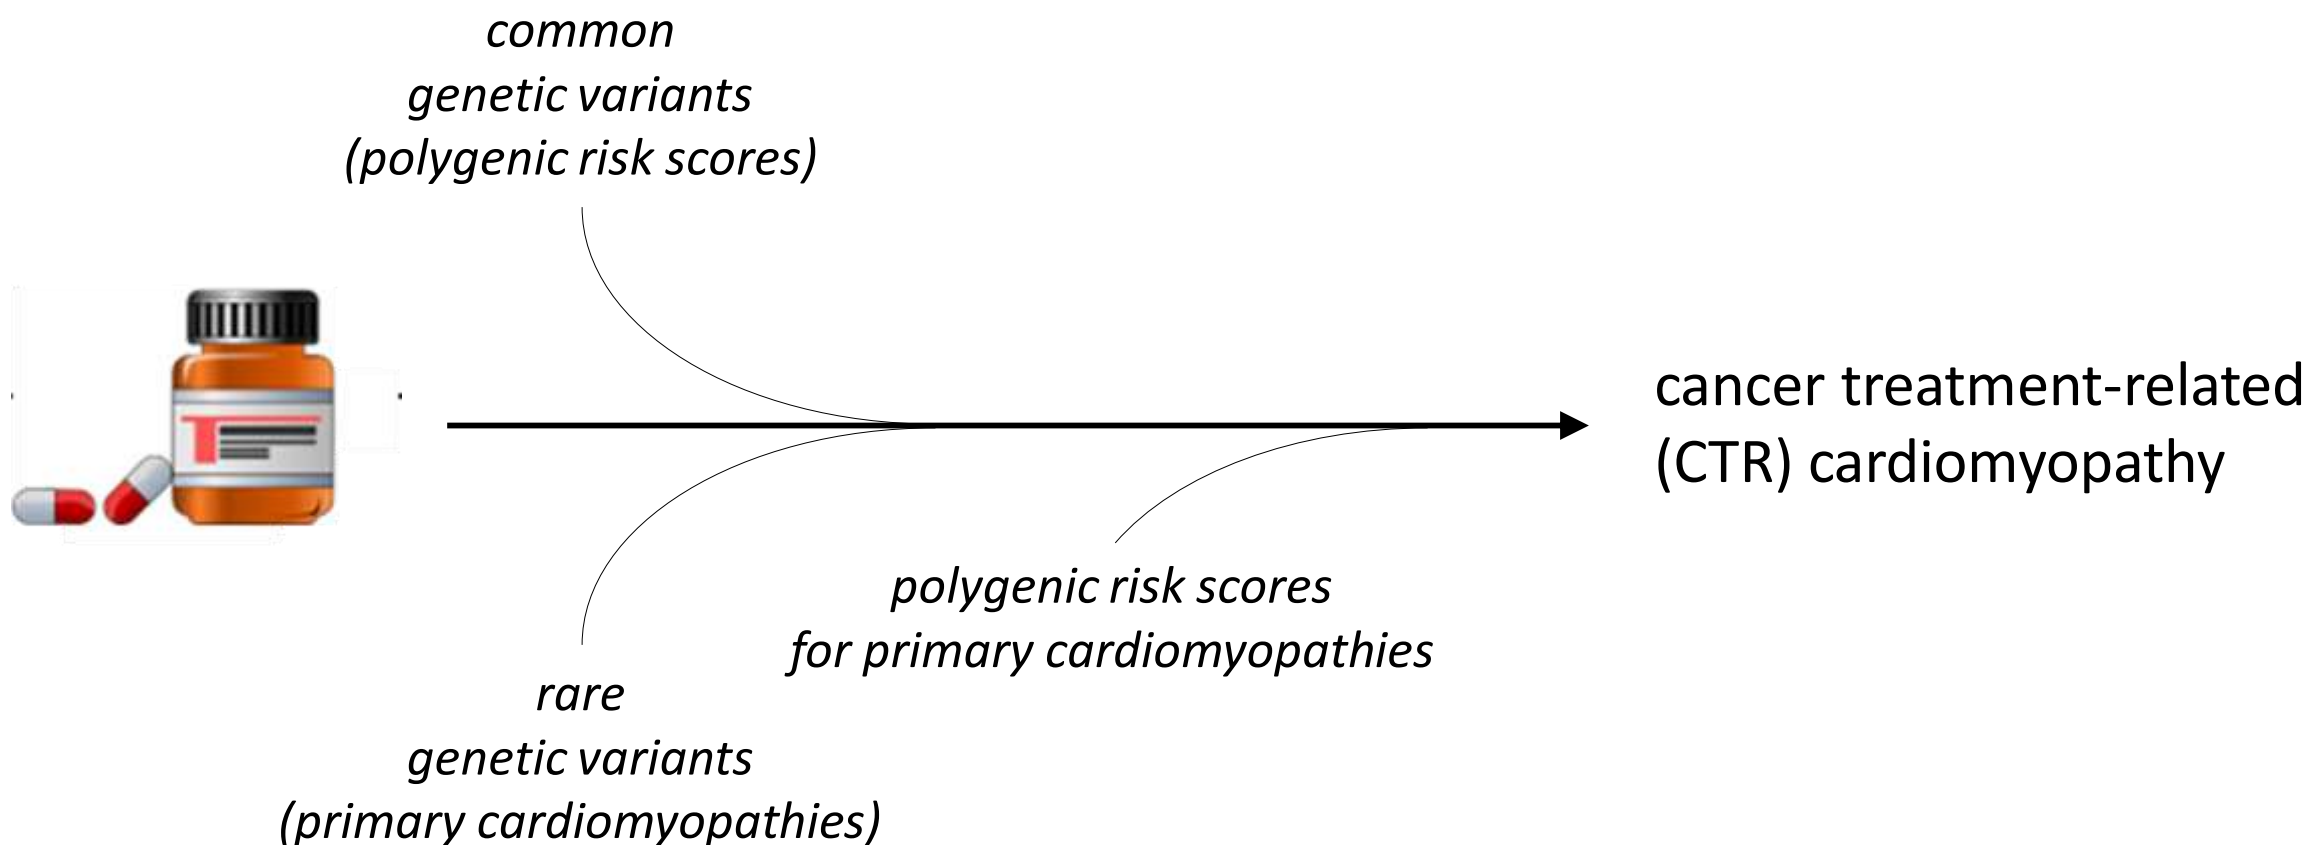 common
genetic variants
(polygenic risk scores)
cancer treatment-related
(CTR) cardiomyopathy
polygenic risk scores
for primary cardiomyopathies
rare
genetic variants
(primary cardiomyopathies)